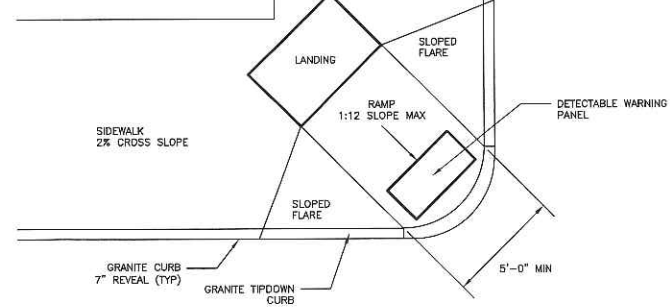 SLOPED
FLARE
LANDING
RAMP
1:12 SLOPE MAX
DETECTABLE WARNING
PANEL
SIDEWALK
2% CROSS SLOPE
SLOPED
FLARE
GRANITE CURB
7" REVEAL (TYP)
GRANITE TIPDOWN
CURB
5'-0" MIN